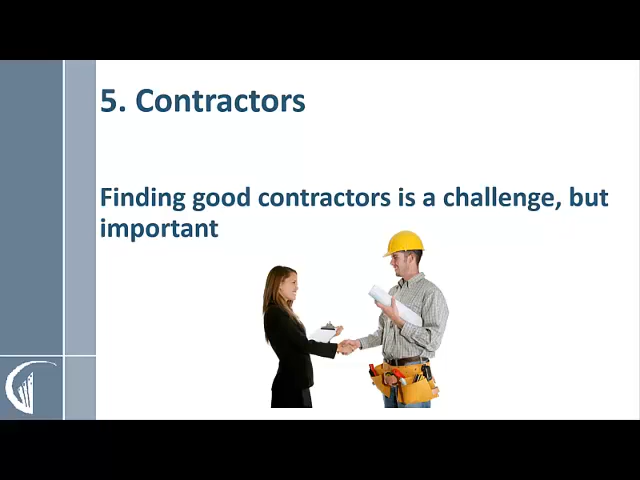 5. Contractors
Finding good contractors is a challenge, but
important